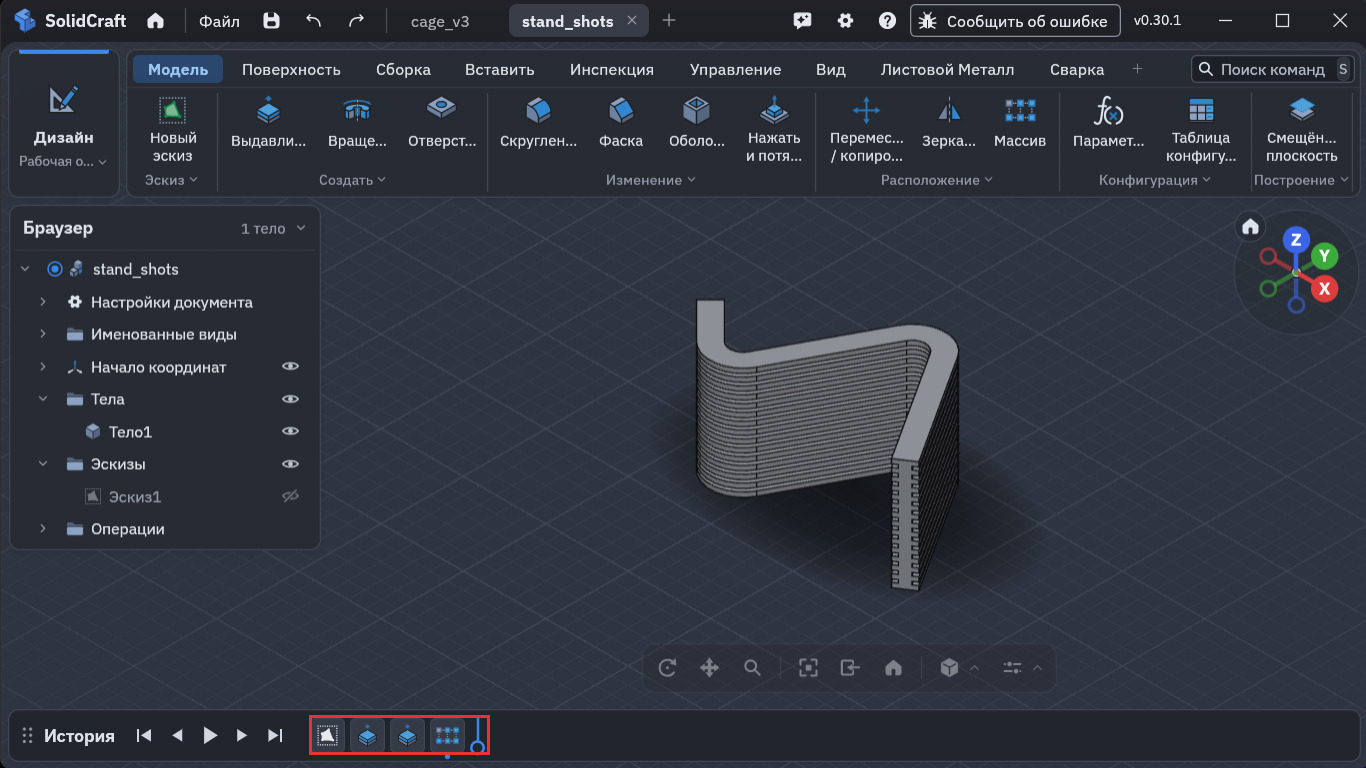 SolidCraft
Файл
cage_v3
stand_shots
Сообщить об ошибке
v0.30.1
Дизайн
Рабочая о...
Модель
Поверхность
Сборка
Вставить
Инспекция
Управление
Вид
Листовой Металл
Сварка
Поиск команд
S
Новый
эскиз
Эскиз
Выдавли...
Враще...
Отверст...
Создать
Скруглен...
Фаска
Оболо...
Нажать
и потя...
Изменение
Перемес...
/ копиро...
Зерка...
Массив
Расположение
Парамет...
Таблица
конфигу...
Конфигурация
Смещён...
плоскость
Построение
Браузер
1 тело
stand_shots
Настройки документа
Именованные виды
Начало координат
Тела
Тело1
Эскизы
Эскиз1
Операции
Z
Y
X
История